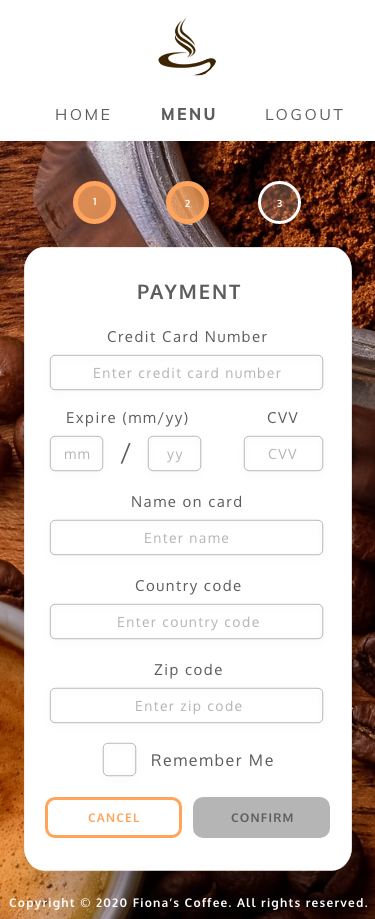 HOME MENU LOGOUT
1 2 3
PAYMENT
Credit Card Number
Enter credit card number
Expire (mm/yy) CVV
mm / yy CVV
Name on card
Enter name
Country code
Enter country code
Zip code
Enter zip code
Remember Me
CANCEL CONFIRM
Copyright © 2020 Fiona's Coffee. All rights reserved.